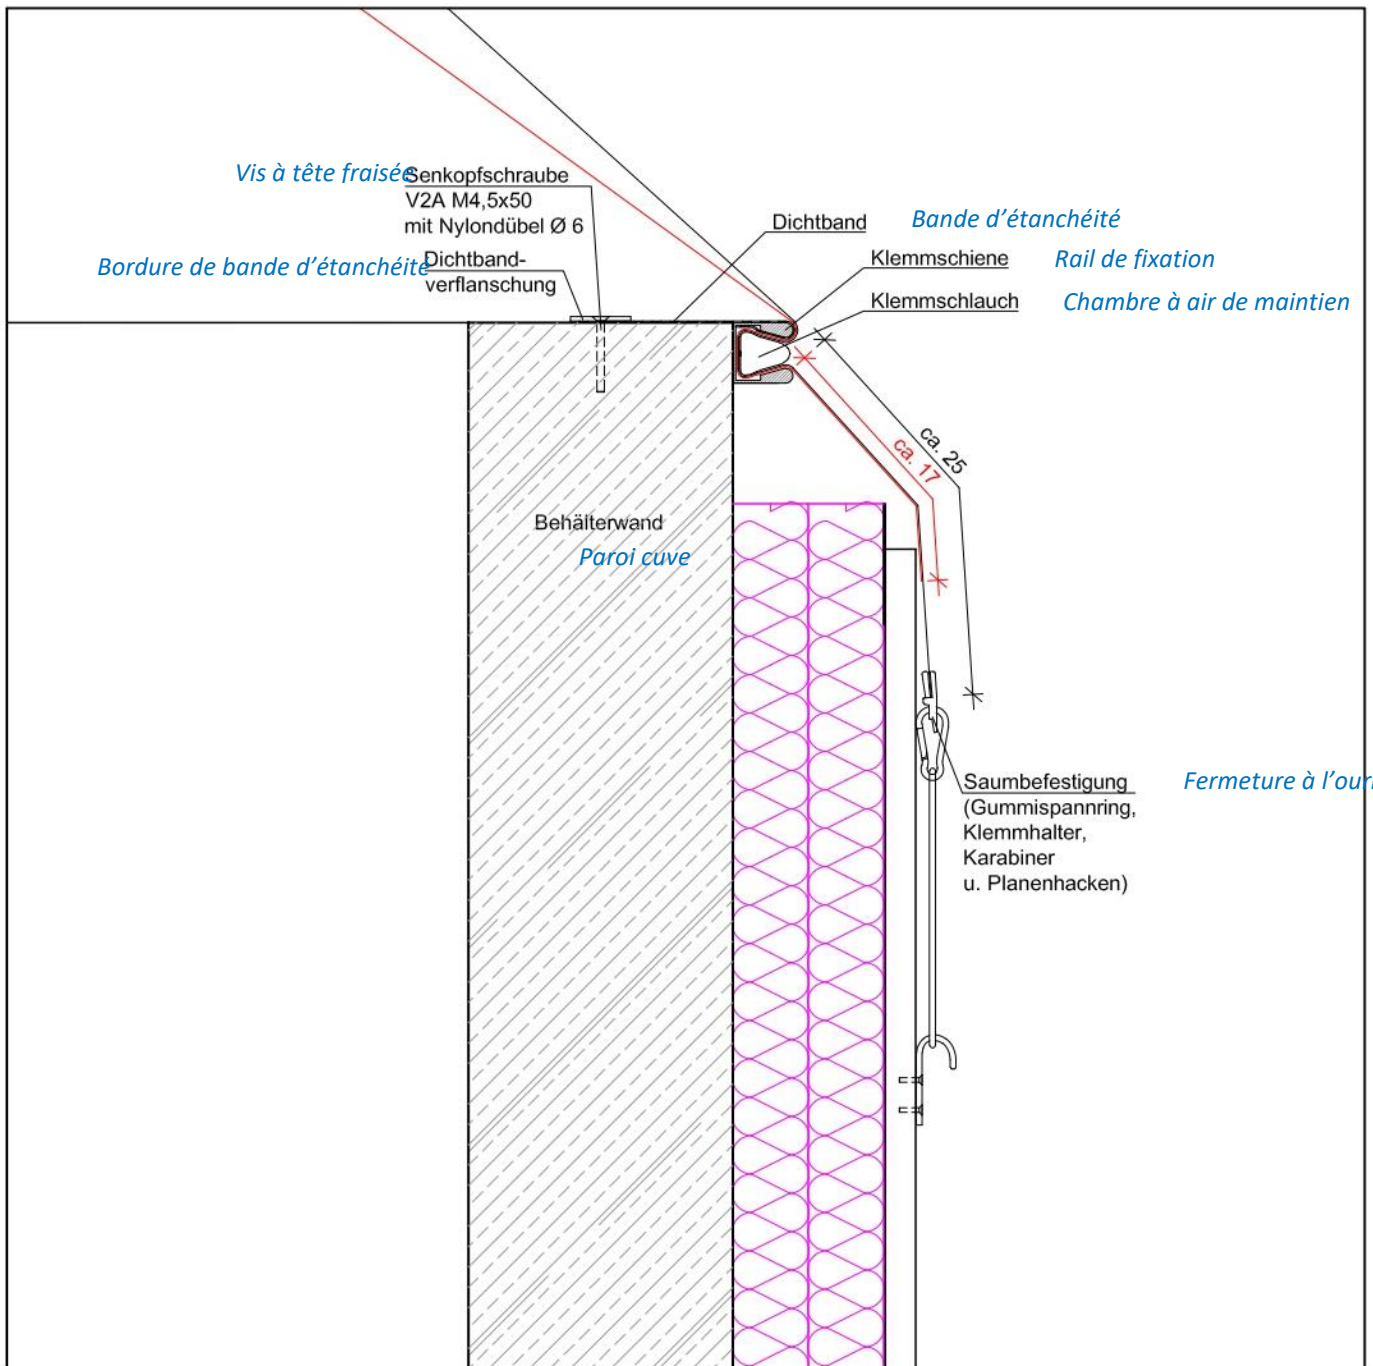 Vis à tête fraisée
Senkopfschraube
V2A M4,5x50
mit Nylondübel Ø 6
Dichtband
Bande d’étanchéité
Bordure de bande d’étanchéité
Dichtband-
verflanschung
Klemmschiene
Rail de fixation
Klemmschlauch
Chambre à air de maintien
ca. 25
ca. 17
Behälterwand
Paroi cuve
Saumbefestigung
(Gummispannring,
Klemmhalter,
Karabiner
u. Planenhacken)
Fermeture à